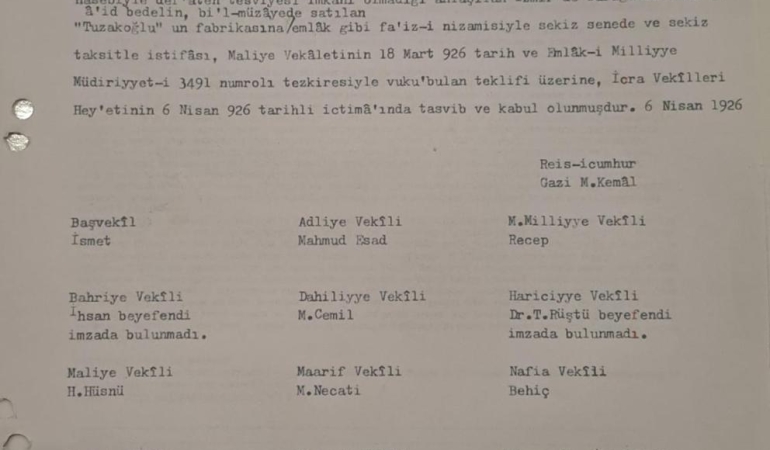 â'id bedelin, bi'l-müzâyede satılan
"Tuzakoğlu" un fabrikasına/emlâk gibi fa'iz-i nizamisiyle sekiz senede ve sekiz
taksitle istifâsı, Maliye Vekâletinin 18 Mart 926 tarih ve Emlâk-i Milliyye
Müdiriyyet-i 3491 numrolı tezkiresiyle vuku'bulan teklifi üzerine, İcra Vekîlleri
Hey'etinin 6 Nisan 926 tarihli ictimâ'ında tasvib ve kabul olunmuşdur. 6 Nisan 1926
Reis-icumhur
Gazi M.Kemâl
Başvekîl
İsmet
Adliye Vekîli
Mahmud Esad
M.Milliyye Vekîli
Recep
Bahriye Vekîli
İhsan beyefendi
imzada bulunmadı.
Dahiliyye Vekîli
M.Cemil
Hariciyye Vekîli
Dr.T.Rüştü beyefendi
imzada bulunmadı.
Maliye Vekîli
H.Hüsnü
Maarif Vekîli
M.Necati
Nafia Vekîli
Behiç